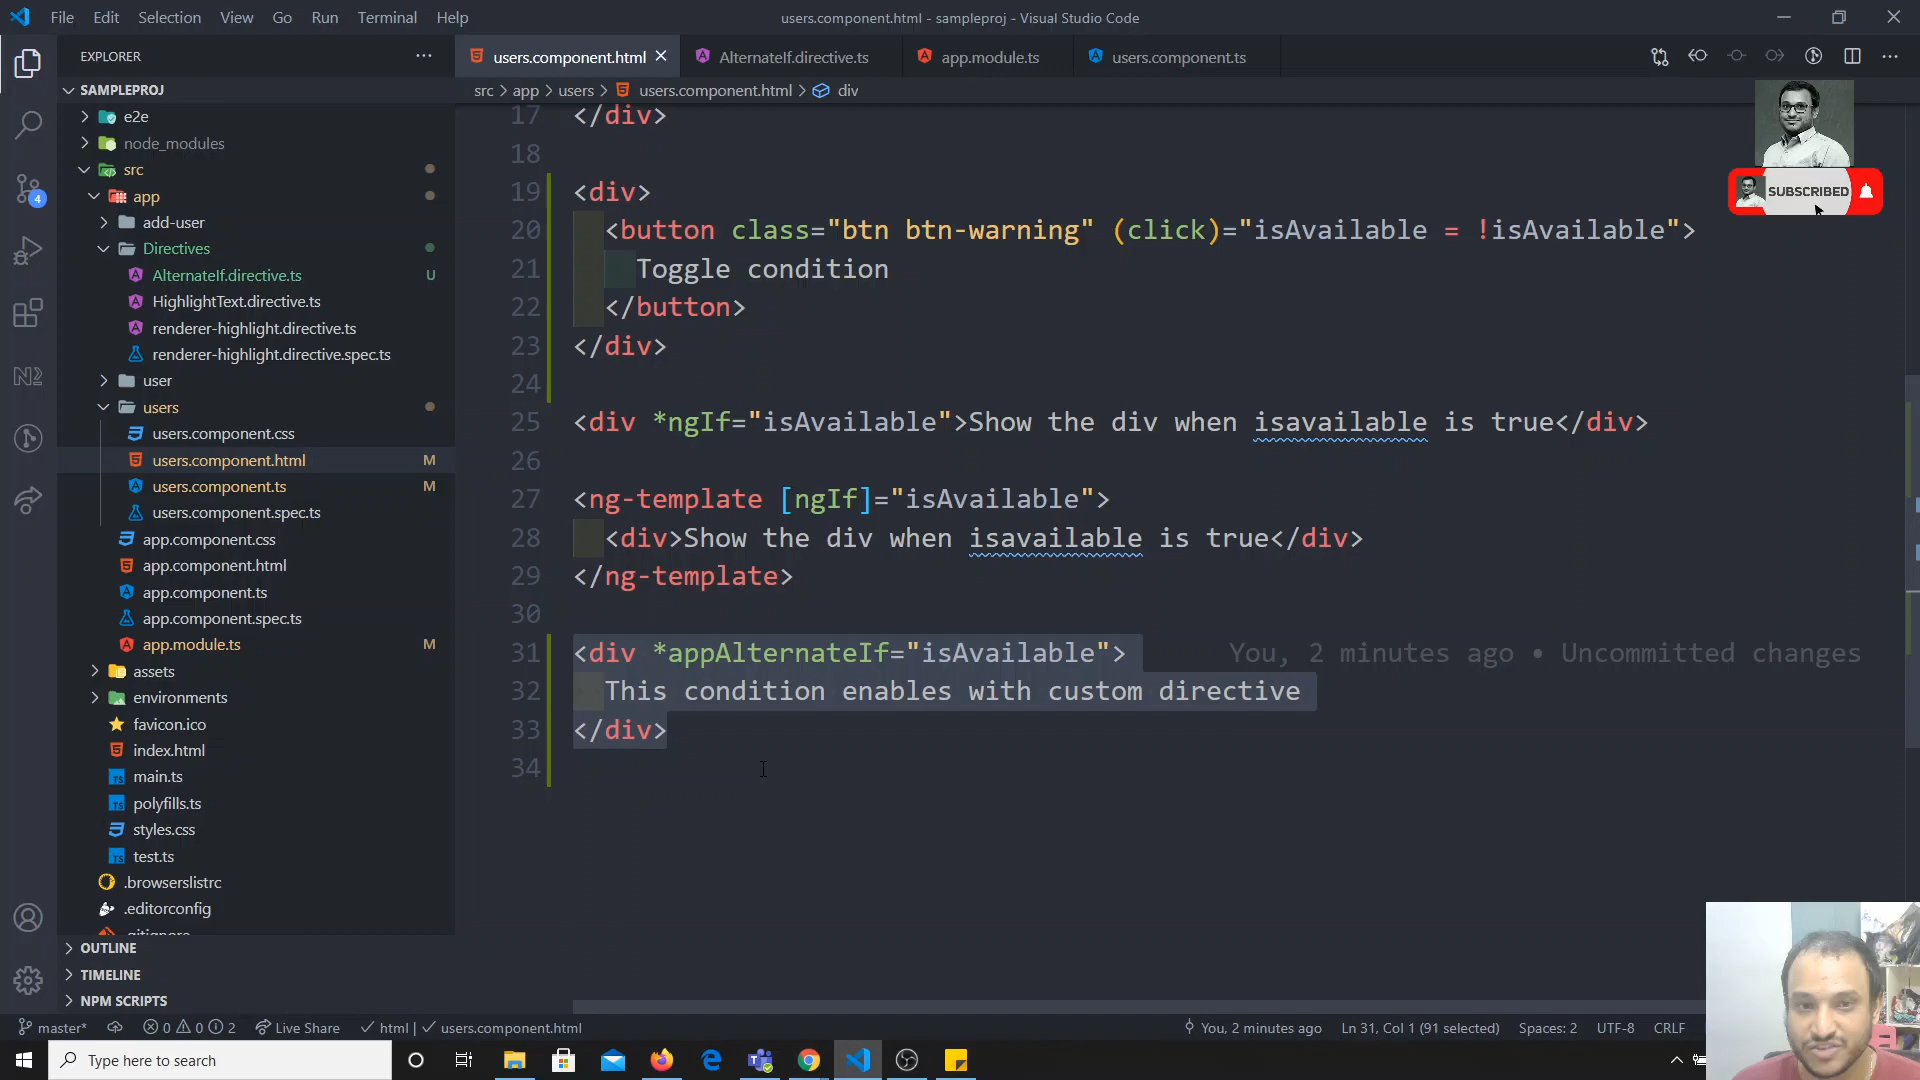 File Edit Selection View Go Run Terminal Help
users.component.html - sampleproj - Visual Studio Code
EXPLORER
SAMPLEPROJ
e2e
node_modules
src
app
add-user
Directives
AlternateIf.directive.ts U
HighlightText.directive.ts
renderer-highlight.directive.ts
renderer-highlight.directive.spec.ts
user
users
users.component.css
users.component.html M
users.component.ts M
users.component.spec.ts
app.component.css
app.component.html
app.component.ts
app.component.spec.ts
app.module.ts M
assets
environments
favicon.ico
index.html
main.ts
polyfills.ts
styles.css
test.ts
.browserslistrc
.editorconfig
.gitignore
OUTLINE
TIMELINE
NPM SCRIPTS
4
users.component.html AlternateIf.directive.ts app.module.ts users.component.ts
src > app > users > users.component.html > div
17 </div>
18
19 <div>
20 <button class="btn btn-warning" (click)="isAvailable = !isAvailable">
21 Toggle condition
22 </button>
23 </div>
24
25 <div *ngIf="isAvailable">Show the div when isavailable is true</div>
26
27 <ng-template [ngIf]="isAvailable">
28 <div>Show the div when isavailable is true</div>
29 </ng-template>
30
31 <div *appAlternateIf="isAvailable"> You, 2 minutes ago • Uncommitted changes
32 This condition enables with custom directive
33 </div>
34
SUBSCRIBED
master* 0 0 2 Live Share html | users.component.html You, 2 minutes ago Ln 31, Col 1 (91 selected) Spaces: 2 UTF-8 CRLF
Type here to search